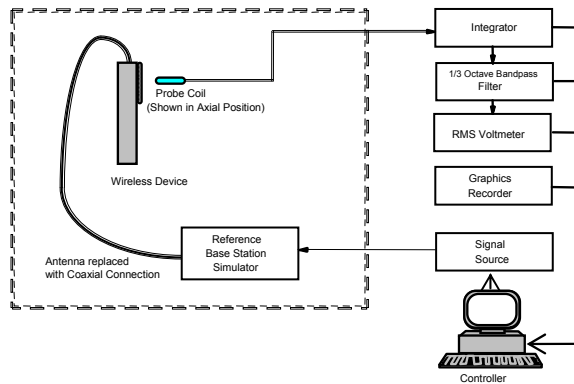 Integrator
1/3 Octave Bandpass
Filter
RMS Voltmeter
Graphics
Recorder
Signal
Source
Controller
Probe Coil
(Shown in Axial Position)
Wireless Device
Antenna replaced
with Coaxial Connection
Reference
Base Station
Simulator